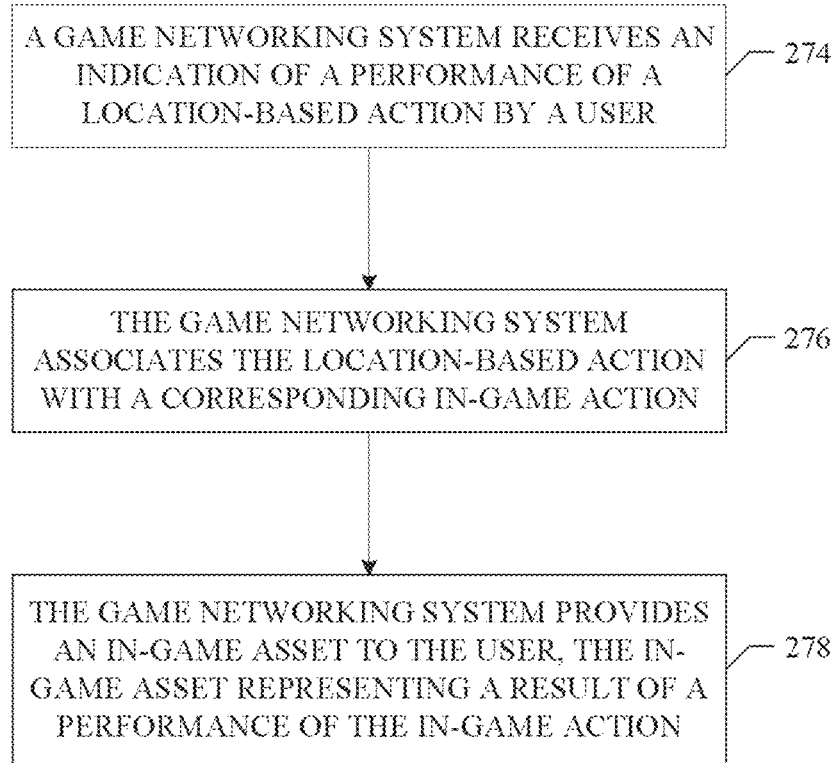 A GAME NETWORKING SYSTEM RECEIVES AN
INDICATION OF A PERFORMANCE OF A
LOCATION-BASED ACTION BY A USER
274
THE GAME NETWORKING SYSTEM
ASSOCIATES THE LOCATION-BASED ACTION
WITH A CORRESPONDING IN-GAME ACTION
276
THE GAME NETWORKING SYSTEM PROVIDES
AN IN-GAME ASSET TO THE USER, THE IN-
GAME ASSET REPRESENTING A RESULT OF A
PERFORMANCE OF THE IN-GAME ACTION
278